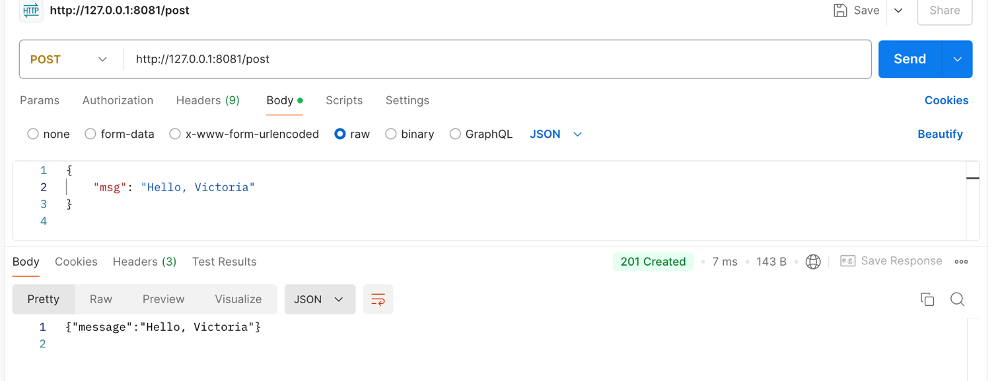 HTTP http://127.0.0.1:8081/post Save Share
POST http://127.0.0.1:8081/post Send
Params Authorization Headers (9) Body Scripts Settings Cookies
none form-data x-www-form-urlencoded raw binary GraphQL JSON Beautify
1 {
2 "msg": "Hello, Victoria"
3 }
4
Body Cookies Headers (3) Test Results 201 Created • 7 ms • 143 B • e.g. Save Response
Pretty Raw Preview Visualize JSON
1 {"message":"Hello, Victoria"}
2